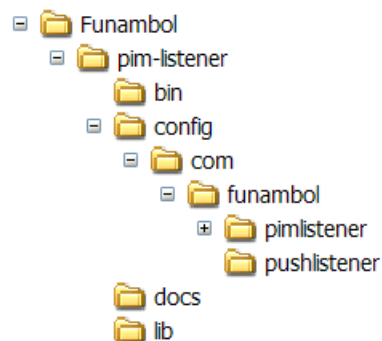 Funambol
pim-listener
bin
config
com
funambol
pimlistener
pushlistener
docs
lib